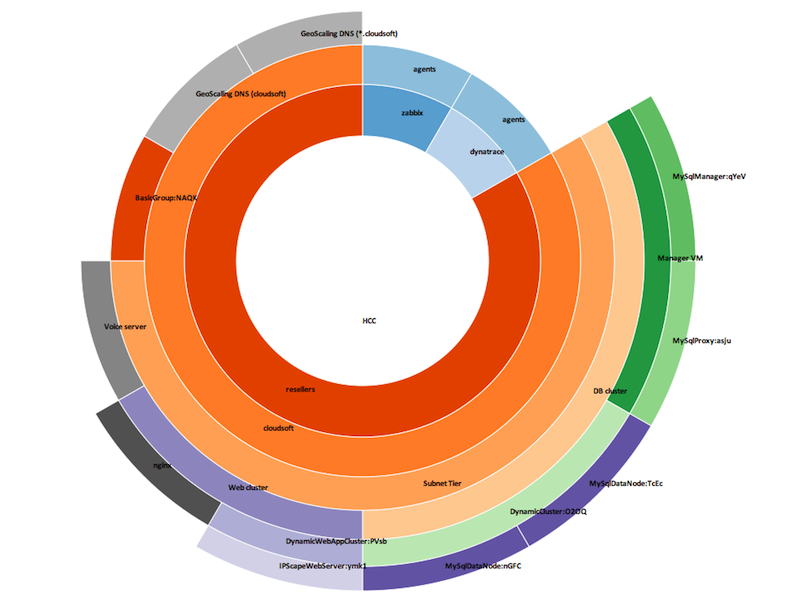 GeoScaling DNS (*.cloudsoft)
agents
GeoScaling DNS (cloudsoft)
zabbix
agents
dynatrace
MySqlManager:qYeV
BasicGroup:NAQX
Manager VM
HCC
Voice server
MySqlProxy:asJu
resellers
DB cluster
cloudsoft
nginx
Subnet Tier
MySqlDataNode:TcEc
Web cluster
DynamicCluster:O2OQ
DynamicWebAppCluster:PVsb
IPScapeWebServer:ymk1
MySqlDataNode:nGFC